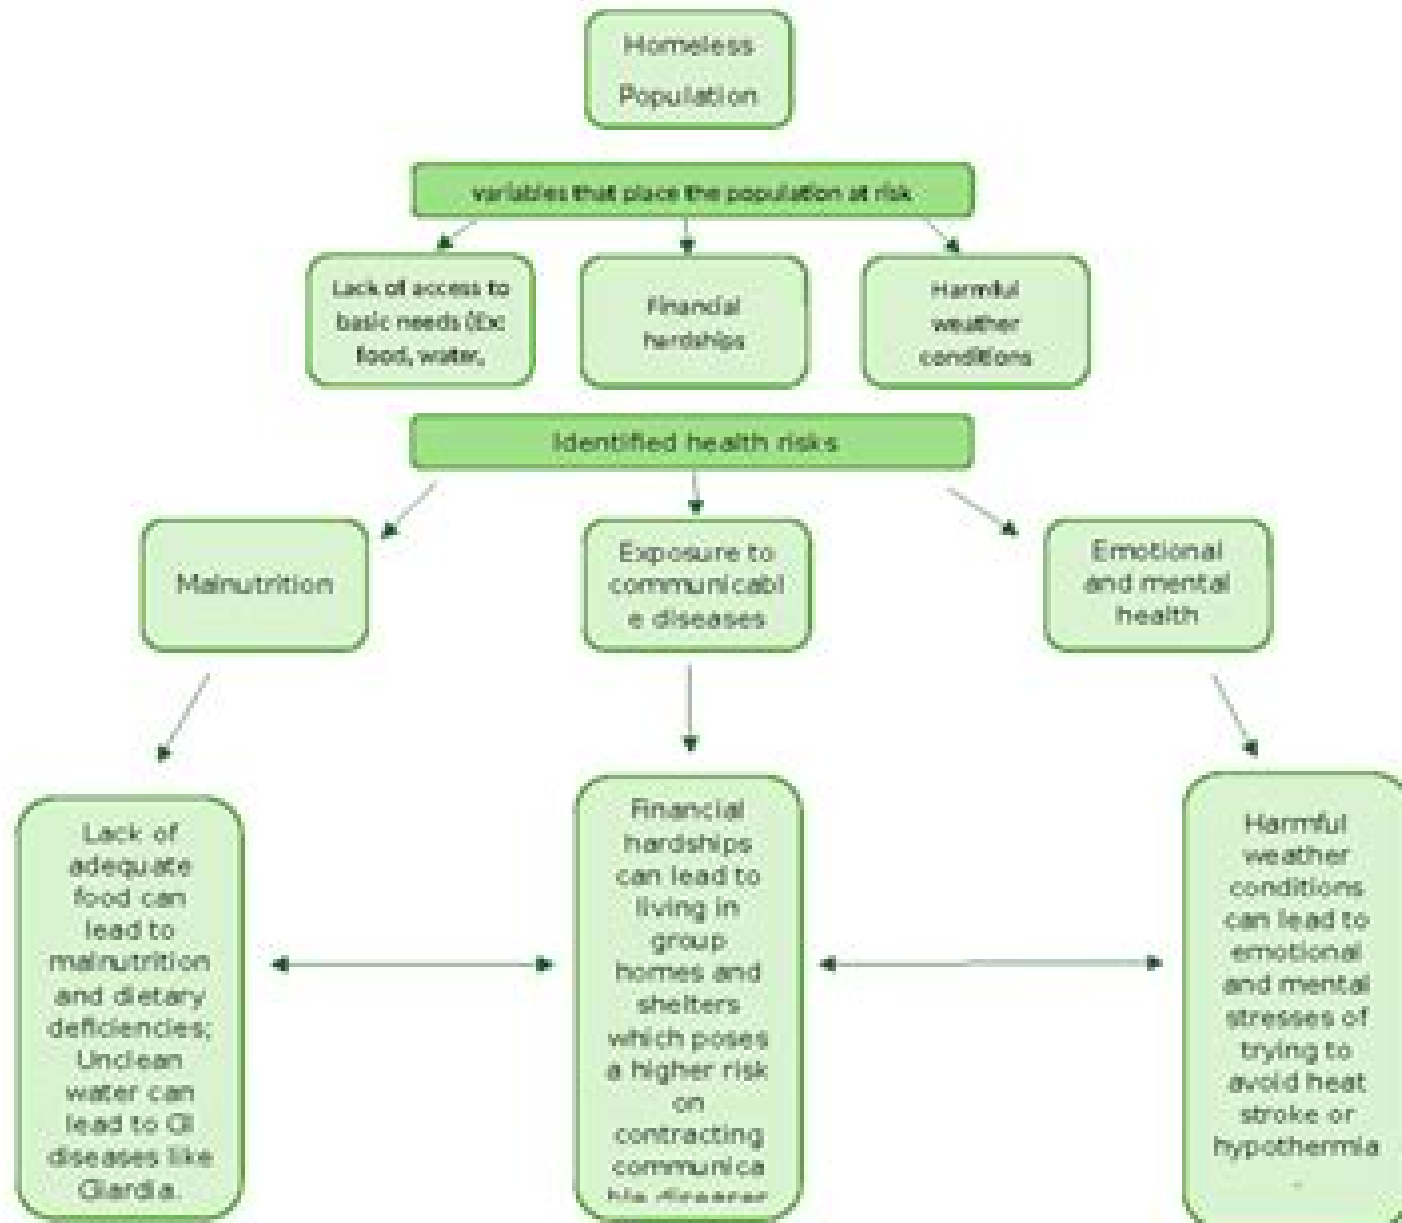 Homeless
Population
variables that place the population at risk
Lack of access to
basic needs (Ex:
food, water,
Financial
hardships
Harmful
weather
conditions
Identified health risks
Malnutrition
Exposure to
communicabl
e diseases
Emotional
and mental
health
Lack of
adequate
food can
lead to
malnutrition
and dietary
deficiencies;
Unclean
water can
lead to GI
diseases like
Giardia.
Financial
hardships
can lead to
living in
group
homes and
shelters
which poses
a higher risk
on
contracting
communica
ble diseases
Harmful
weather
conditions
can lead to
emotional
and mental
stresses of
trying to
avoid heat
stroke or
hypothermia
.